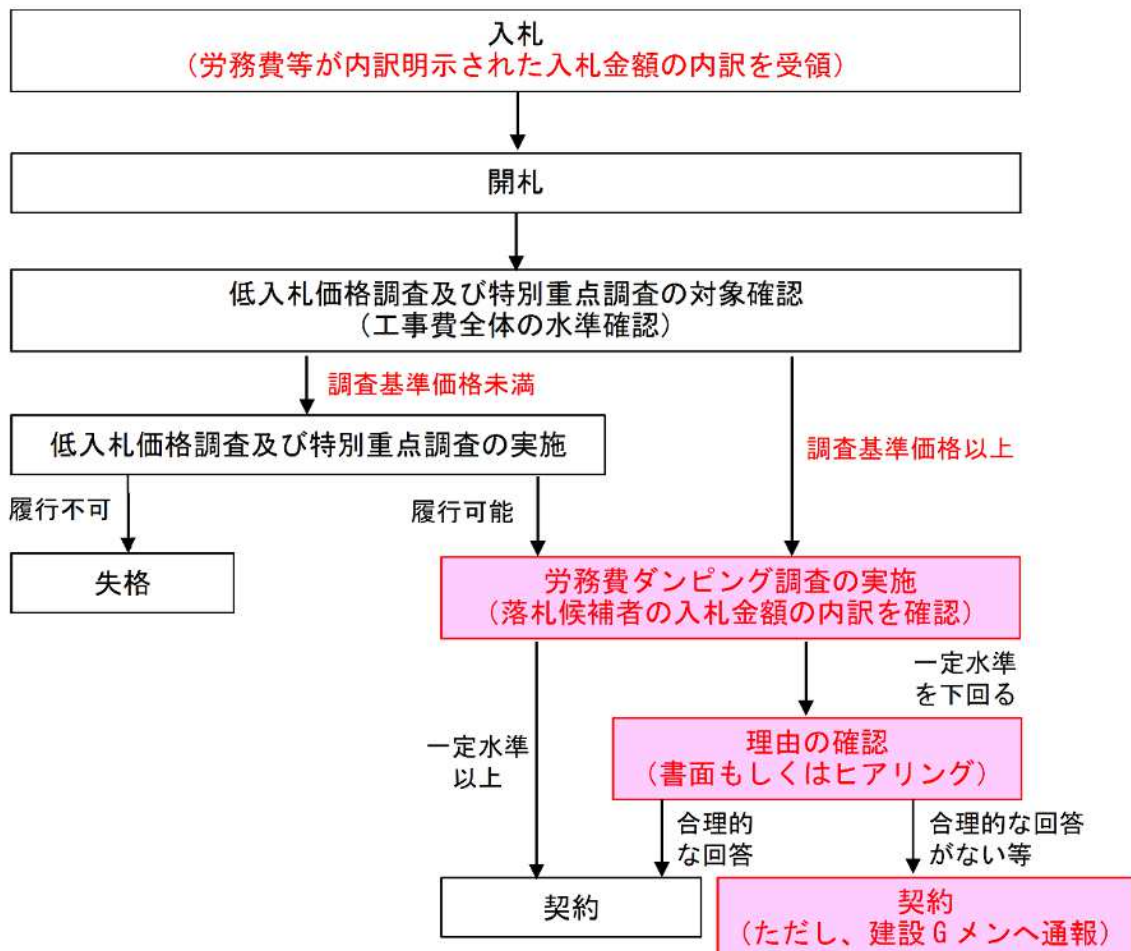 入札
（労務費等が内訳明示された入札金額の内訳を受領）
開札
低入札価格調査及び特別重点調査の対象確認
（工事費全体の水準確認）
調査基準価格未満
低入札価格調査及び特別重点調査の実施
調査基準価格以上
履行不可
履行可能
失格
労務費ダンピング調査の実施
（落札候補者の入札金額の内訳を確認）
一定水準
を下回る
一定水準
以上
理由の確認
（書面もしくはヒアリング）
合理的
な回答
合理的な回答
がない等
契約
契約
（ただし、建設Gメンへ通報）